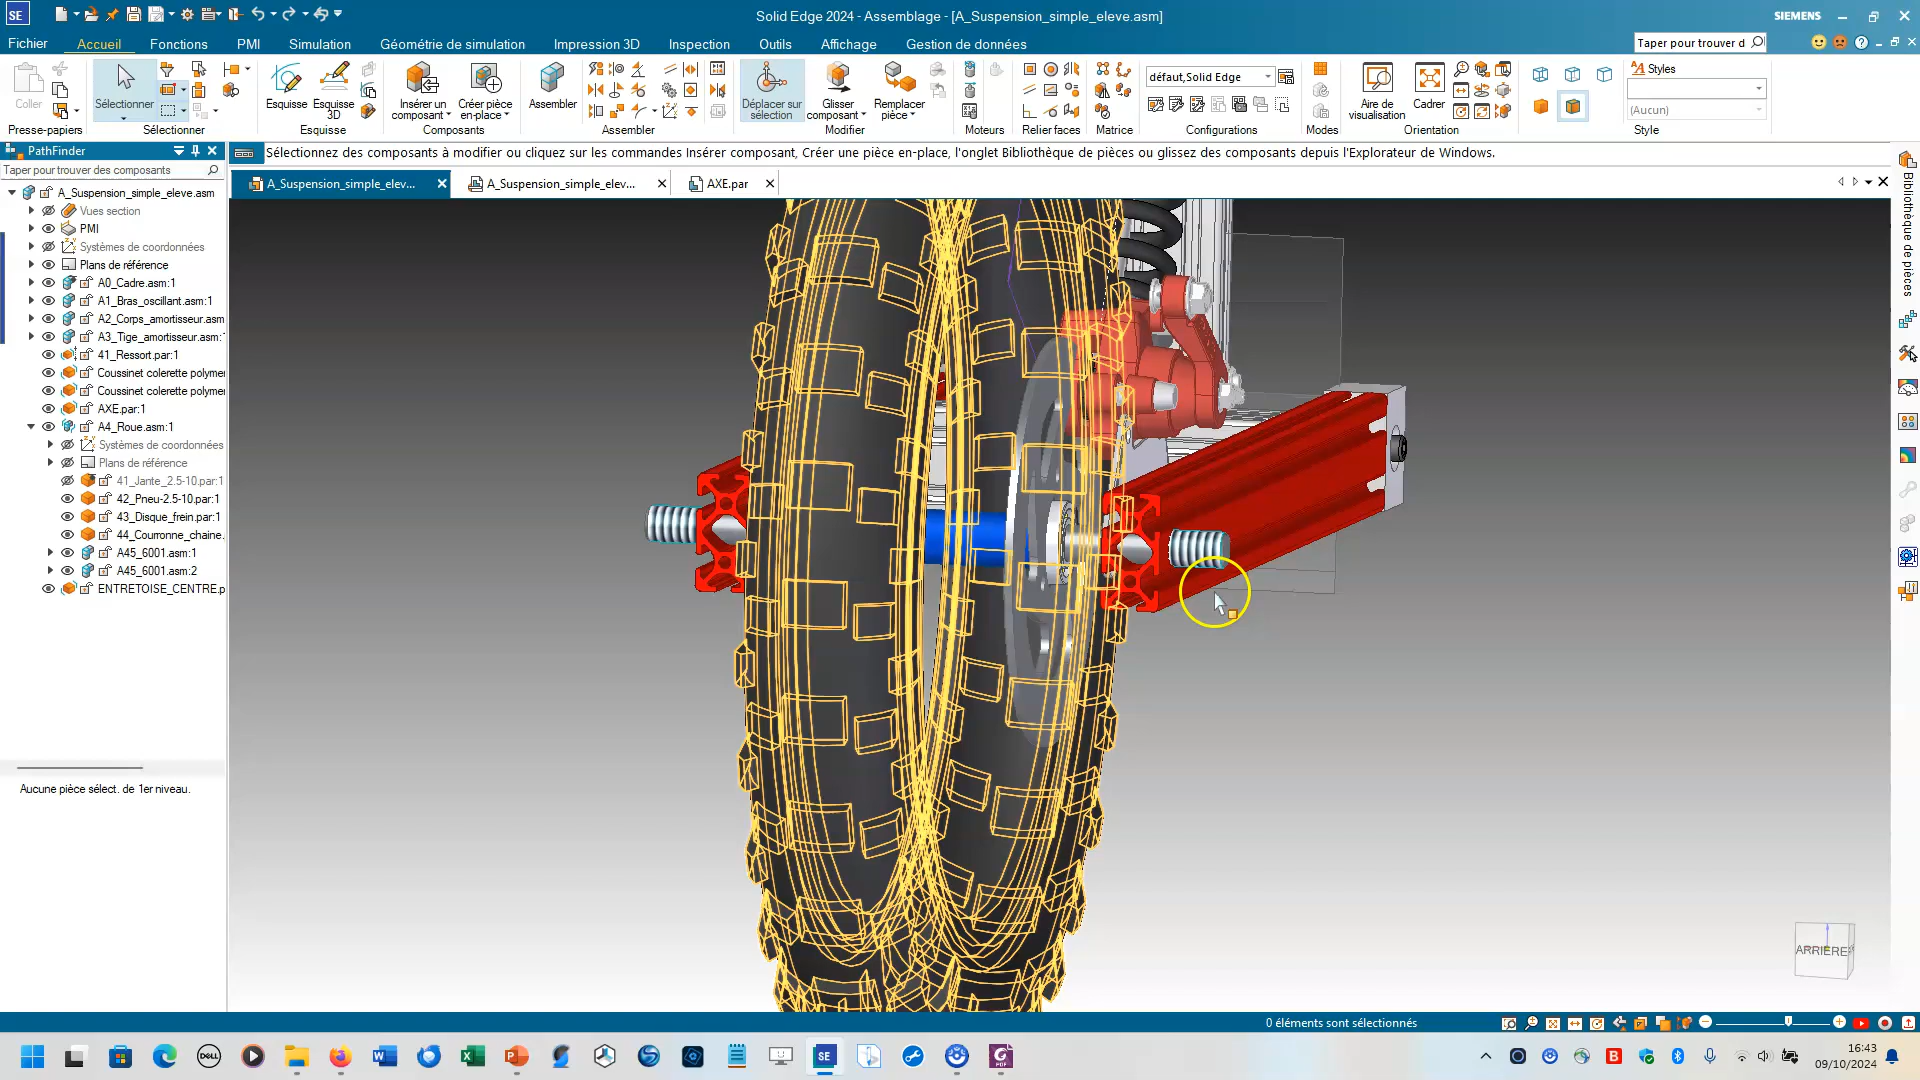 Solid Edge 2024 - Assemblage - [A_Suspension_simple_eleve.asm]
SIEMENS
Fichier Accueil Fonctions PMI Simulation Géométrie de simulation Impression 3D Inspection Outils Affichage Gestion de données
Taper pour trouver d
Coller
Presse-papiers
Sélectionner
Sélectionner
Esquisse
Esquisse 3D
Esquisse
Insérer un composant
Créer pièce en-place
Composants
Assembler
Assembler
Déplacer sur sélection
Glisser composant
Remplacer pièce
Modifier
Moteurs
Relier faces
Matrice
défaut,Solid Edge
Configurations
Modes
Aire de visualisation
Cadrer
Orientation
Styles
(Aucun)
Style
PathFinder
Sélectionnez des composants à modifier ou cliquez sur les commandes Insérer composant, Créer une pièce en-place, l'onglet Bibliothèque de pièces ou glissez des composants depuis l'Explorateur de Windows.
Taper pour trouver des composants
A_Suspension_simple_elev...
A_Suspension_simple_elev...
AXE.par
A_Suspension_simple_eleve.asm
Vues section
PMI
Systèmes de coordonnées
Plans de référence
A0_Cadre.asm:1
A1_Bras_oscillant.asm:1
A2_Corps_amortisseur.asm
A3_Tige_amortisseur.asm:
41_Ressort.par:1
Coussinet colerette polymer
Coussinet colerette polymer
AXE.par:1
A4_Roue.asm:1
Systèmes de coordonnées
Plans de référence
41_Jante_2.5-10.par:1
42_Pneu-2.5-10.par:1
43_Disque_frein.par:1
44_Couronne_chaine.
A45_6001.asm:1
A45_6001.asm:2
ENTRETOISE_CENTRE.p
Aucune pièce sélect. de 1er niveau.
Bibliothèque de pièces
ARRIÈRE
0 éléments sont sélectionnés
16:43
09/10/2024